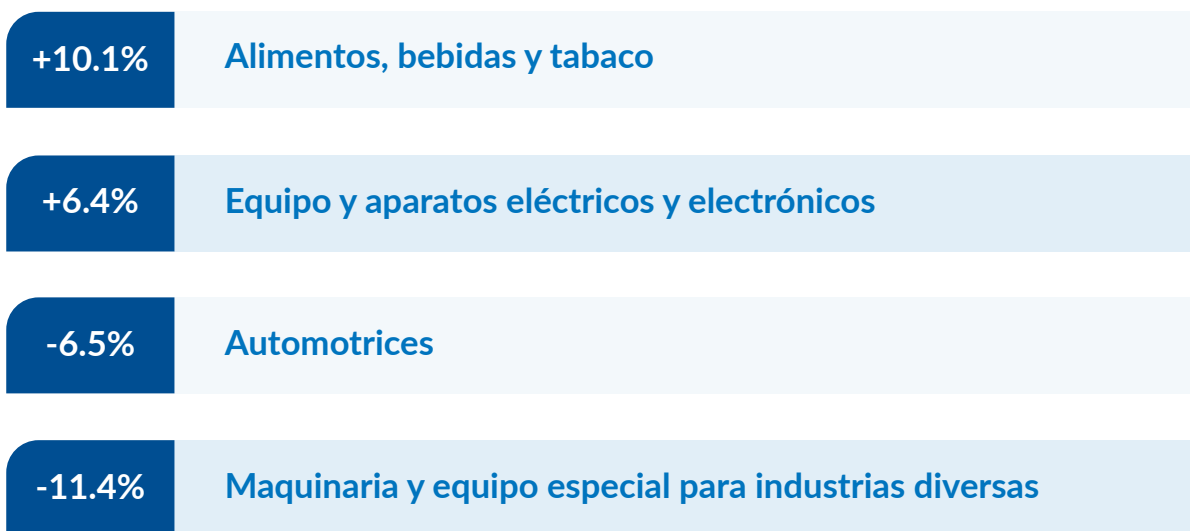 +10.1% Alimentos, bebidas y tabaco
+6.4% Equipo y aparatos eléctricos y electrónicos
-6.5% Automotrices
-11.4% Maquinaria y equipo especial para industrias diversas